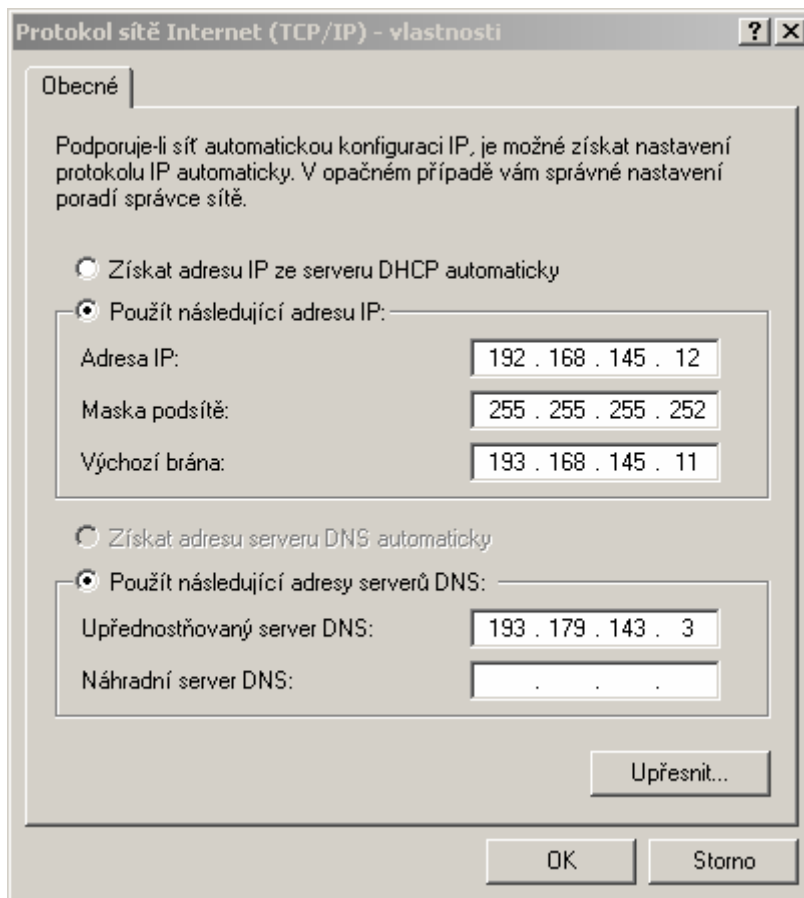 Protokol sítě Internet (TCP/IP) - vlastnosti
Obecné
Podporuje-li síť automatickou konfiguraci IP, je možné získat nastavení
protokolu IP automaticky. V opačném případě vám správné nastavení
poradí správce sítě.
Získat adresu IP ze serveru DHCP automaticky
Použít následující adresu IP:
Adresa IP: 192 . 168 . 145 . 12
Maska podsítě: 255 . 255 . 255 . 252
Výchozí brána: 193 . 168 . 145 . 11
Získat adresu serveru DNS automaticky
Použít následující adresy serverů DNS:
Upřednostňovaný server DNS: 193 . 179 . 143 . 3
Náhradní server DNS: . . .
Upřesnit...
OK Storno